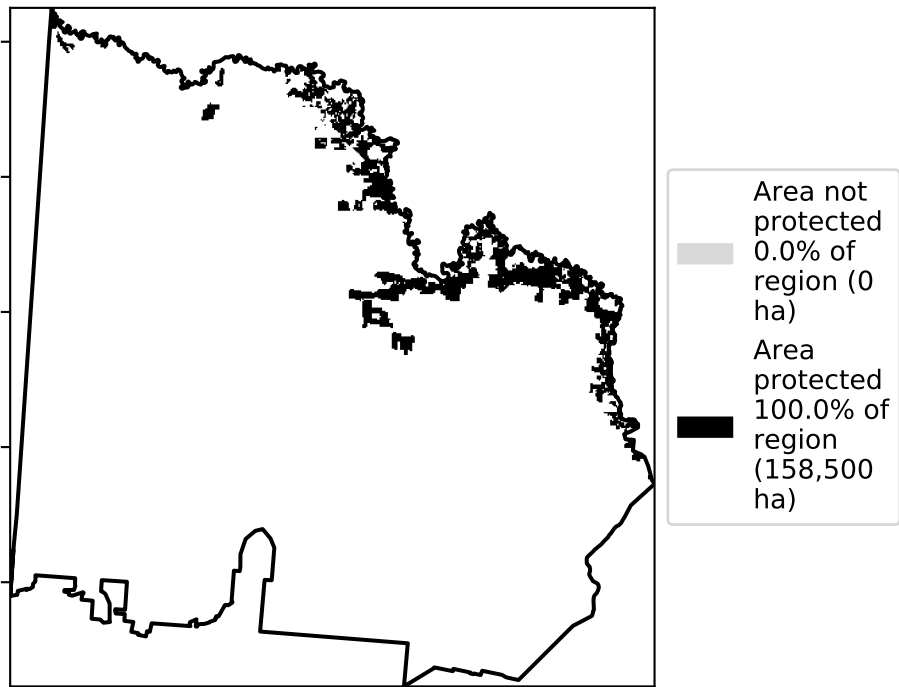 Area not
protected
0.0% of
region (0
ha)
Area
protected
100.0% of
region
(158,500
ha)